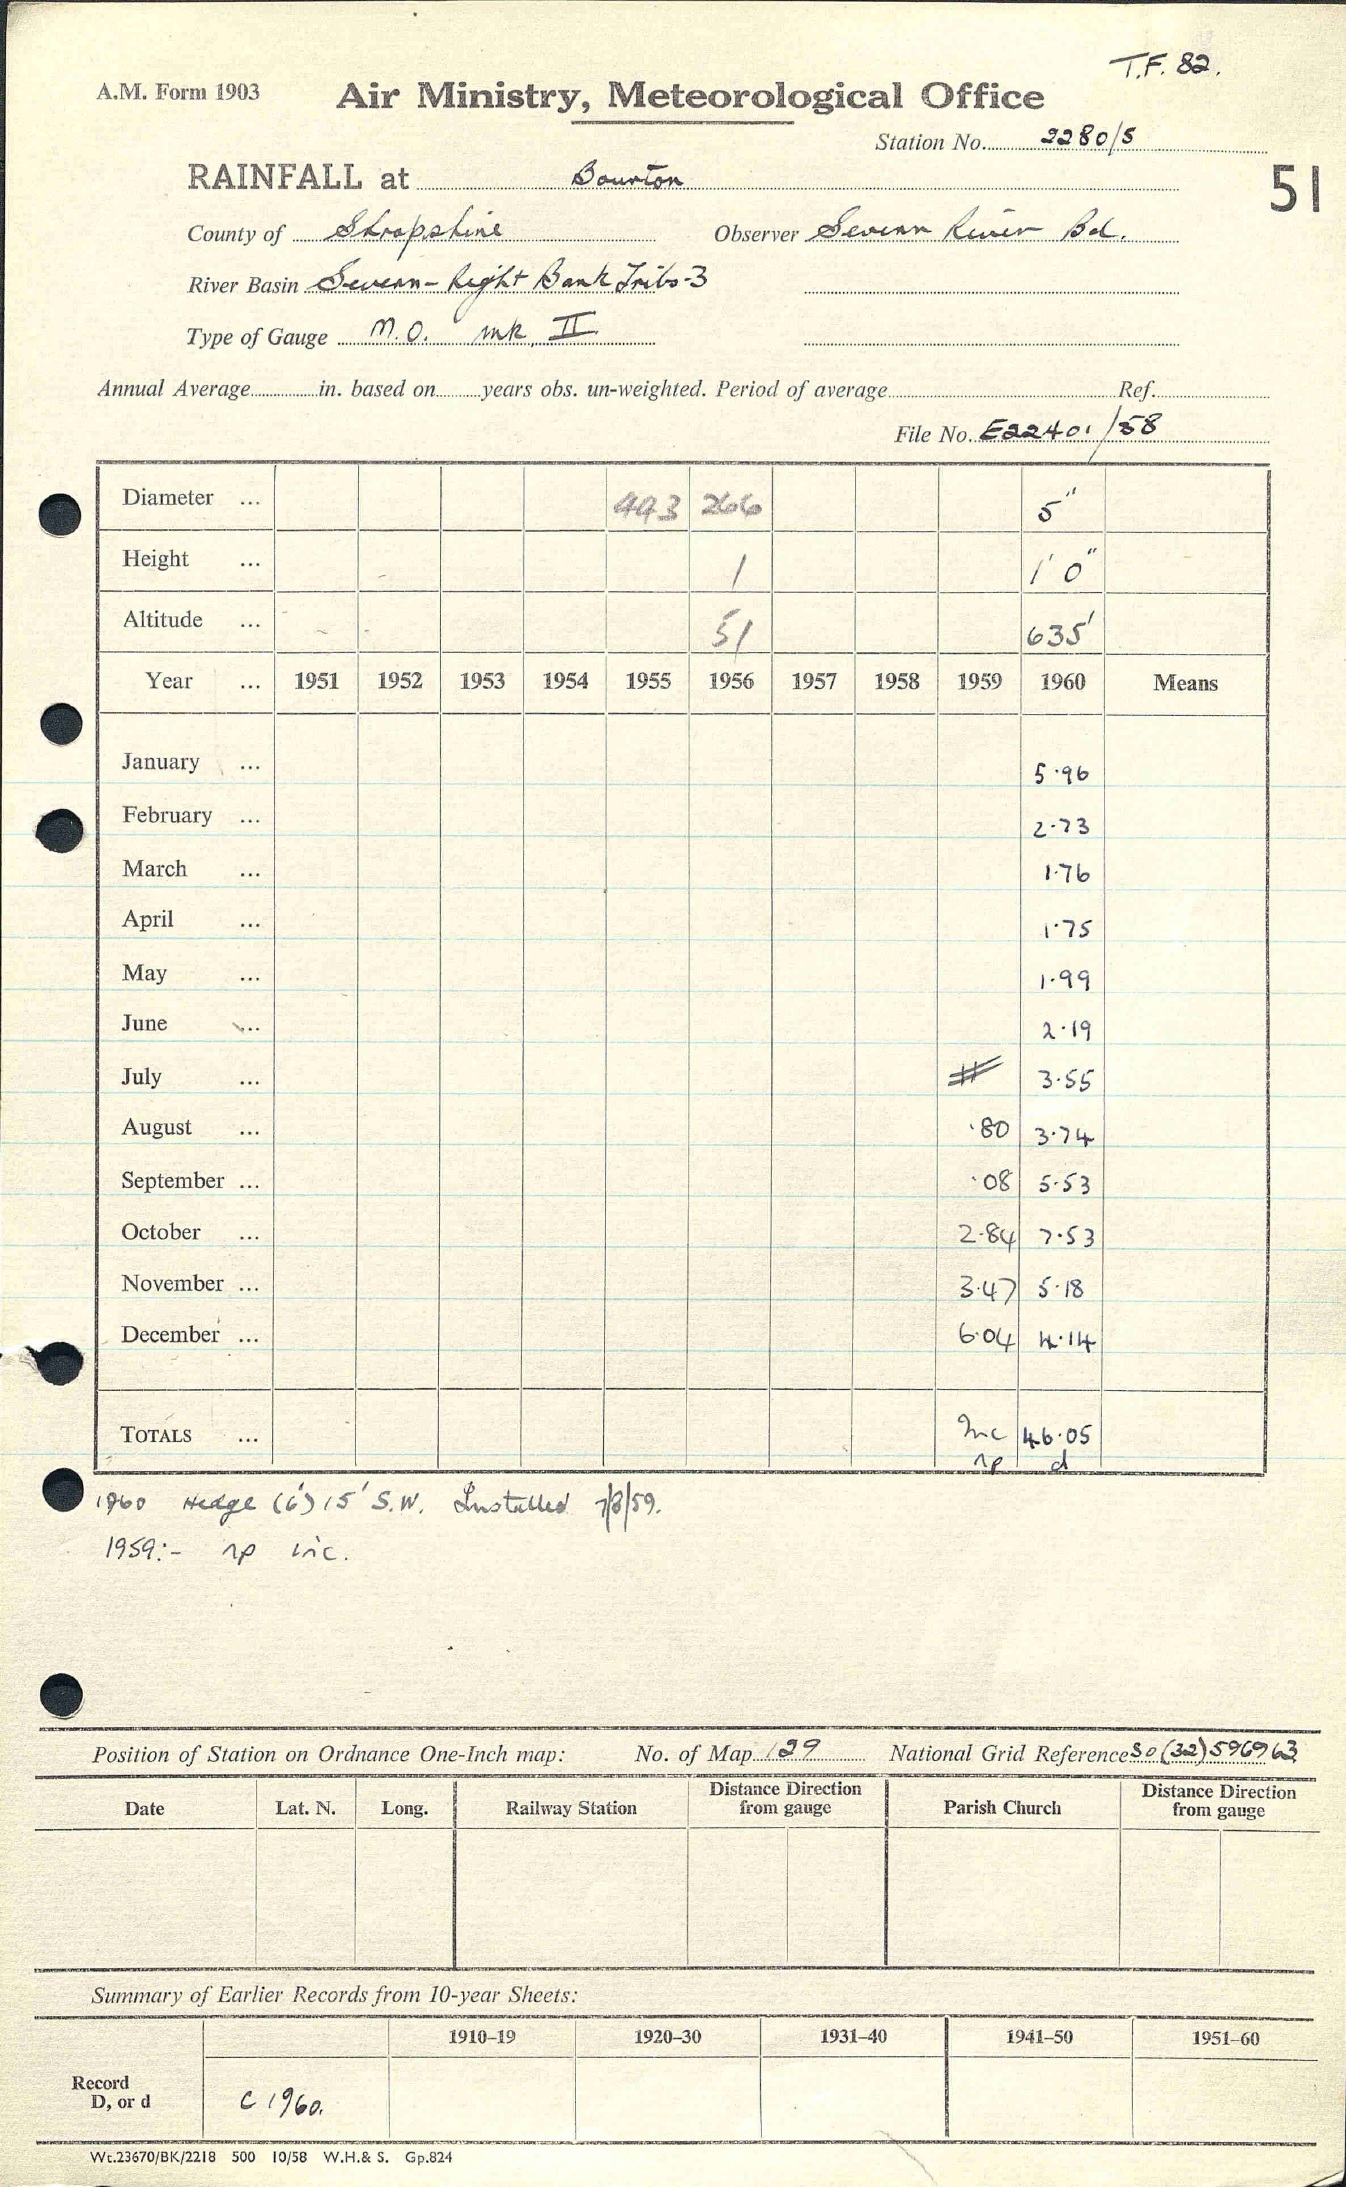 T.F. 82.
A.M. Form 1903 Air Ministry, Meteorological Office
Station No. 2280/5
51
RAINFALL at Bourton
County of Shropshire Observer Severn River Bd.
River Basin Severn - Right Bank Tribs-3
Type of Gauge M.O. mk II
Annual Average in. based on years obs. un-weighted. Period of average Ref.
File No. E22401/58
Diameter ... 493 266 5"
Height ... 1 1' 0"
Altitude ... 51 635'
Year ... 1951 1952 1953 1954 1955 1956 1957 1958 1959 1960 Means
January ... 5.96
February ... 2.73
March ... 1.76
April ... 1.75
May ... 1.99
June ... 2.19
July ... 3.55
August ... .80 3.74
September ... .08 5.53
October ... 2.84 7.53
November ... 3.47 5.18
December ... 6.04 4.14
TOTALS ... Inc 46.05
np d
1960 Hedge (6') 15' S.W. Installed 7/8/59.
1959:- np inc.
Position of Station on Ordnance One-Inch map: No. of Map 129 National Grid Reference SO (32) 596963
Date Lat. N. Long. Railway Station Distance Direction from gauge Parish Church Distance Direction from gauge
Summary of Earlier Records from 10-year Sheets:
1910–19 1920–30 1931–40 1941–50 1951–60
Record
D, or d C 1960.
Wt.23670/BK/2218 500 10/58 W.H.& S. Gp.824